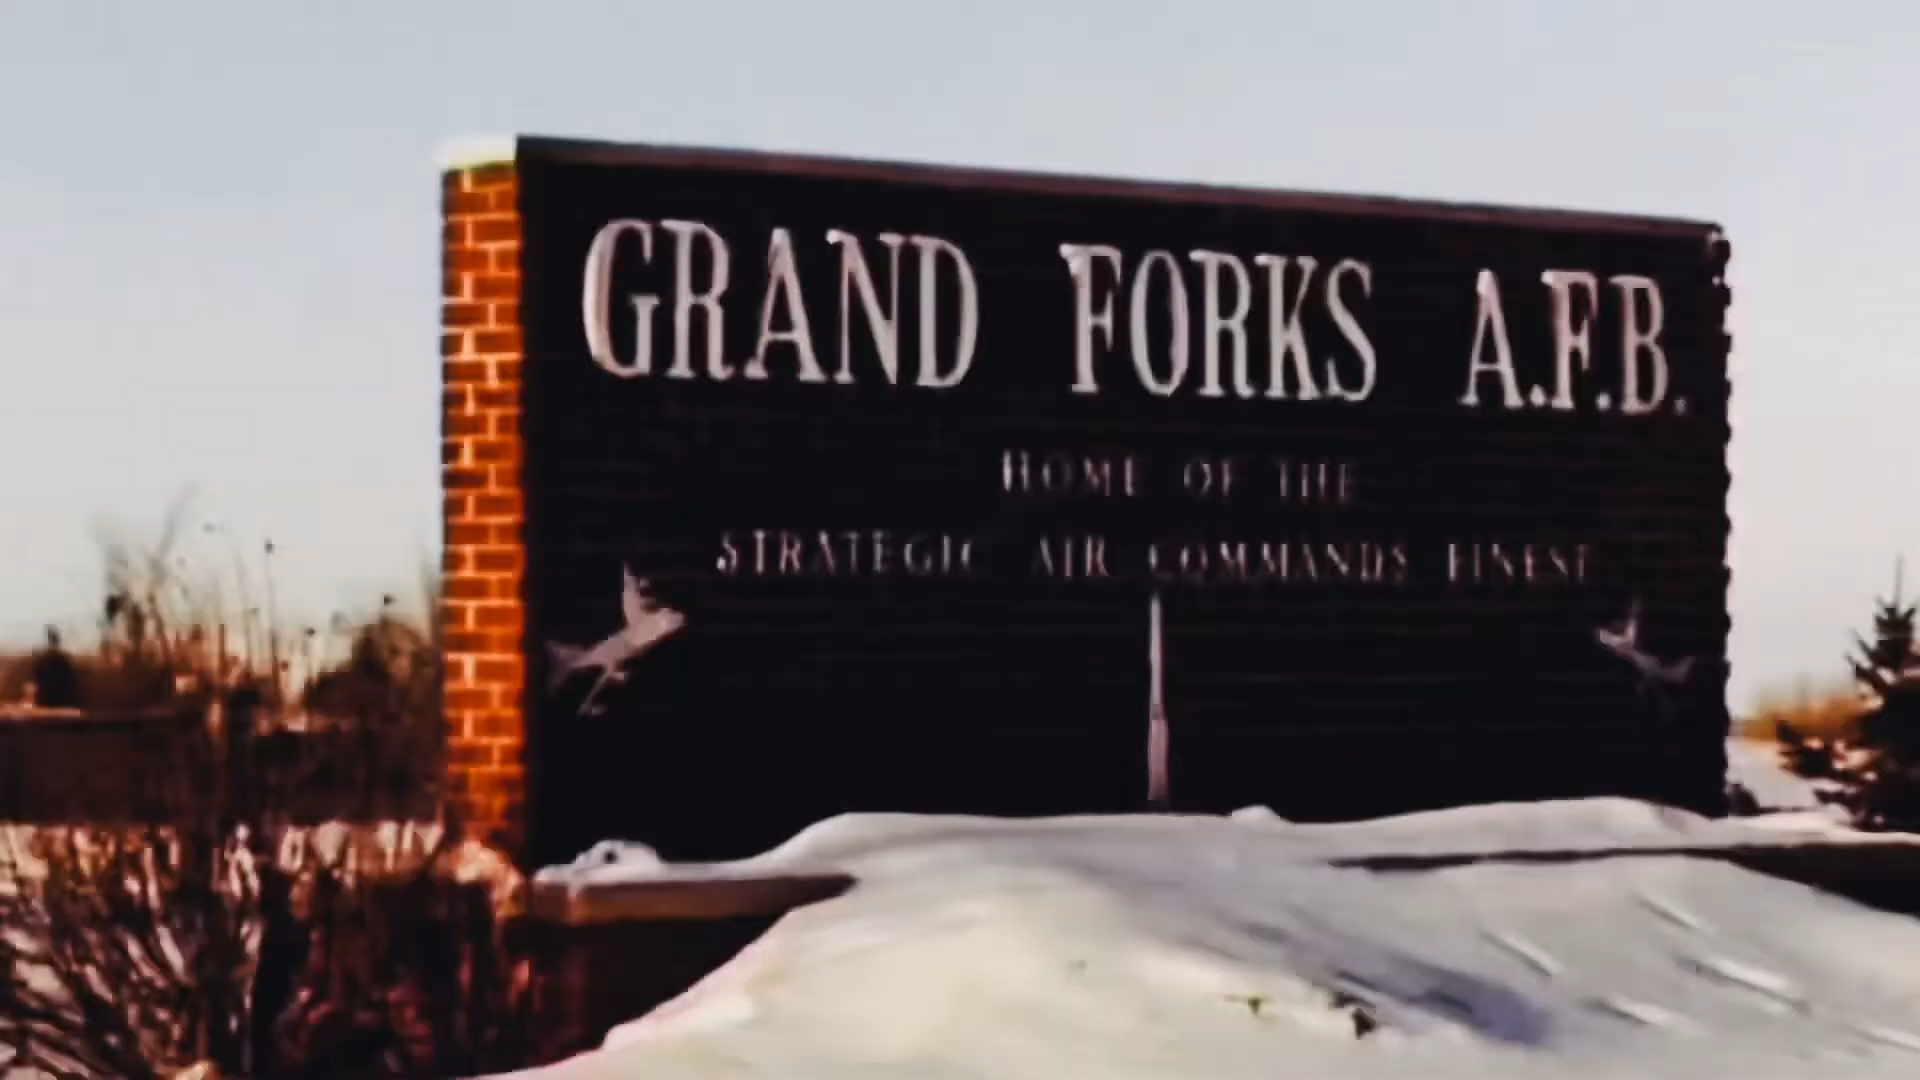 GRAND FORKS A.F.B.
HOME OF THE
STRATEGIC AIR COMMANDS FINEST